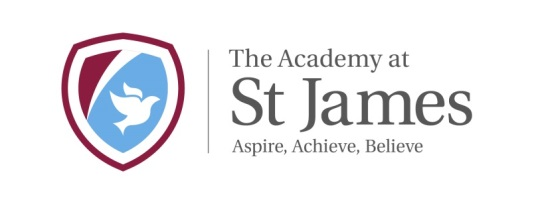 The Academy at
St James
Aspire, Achieve, Believe